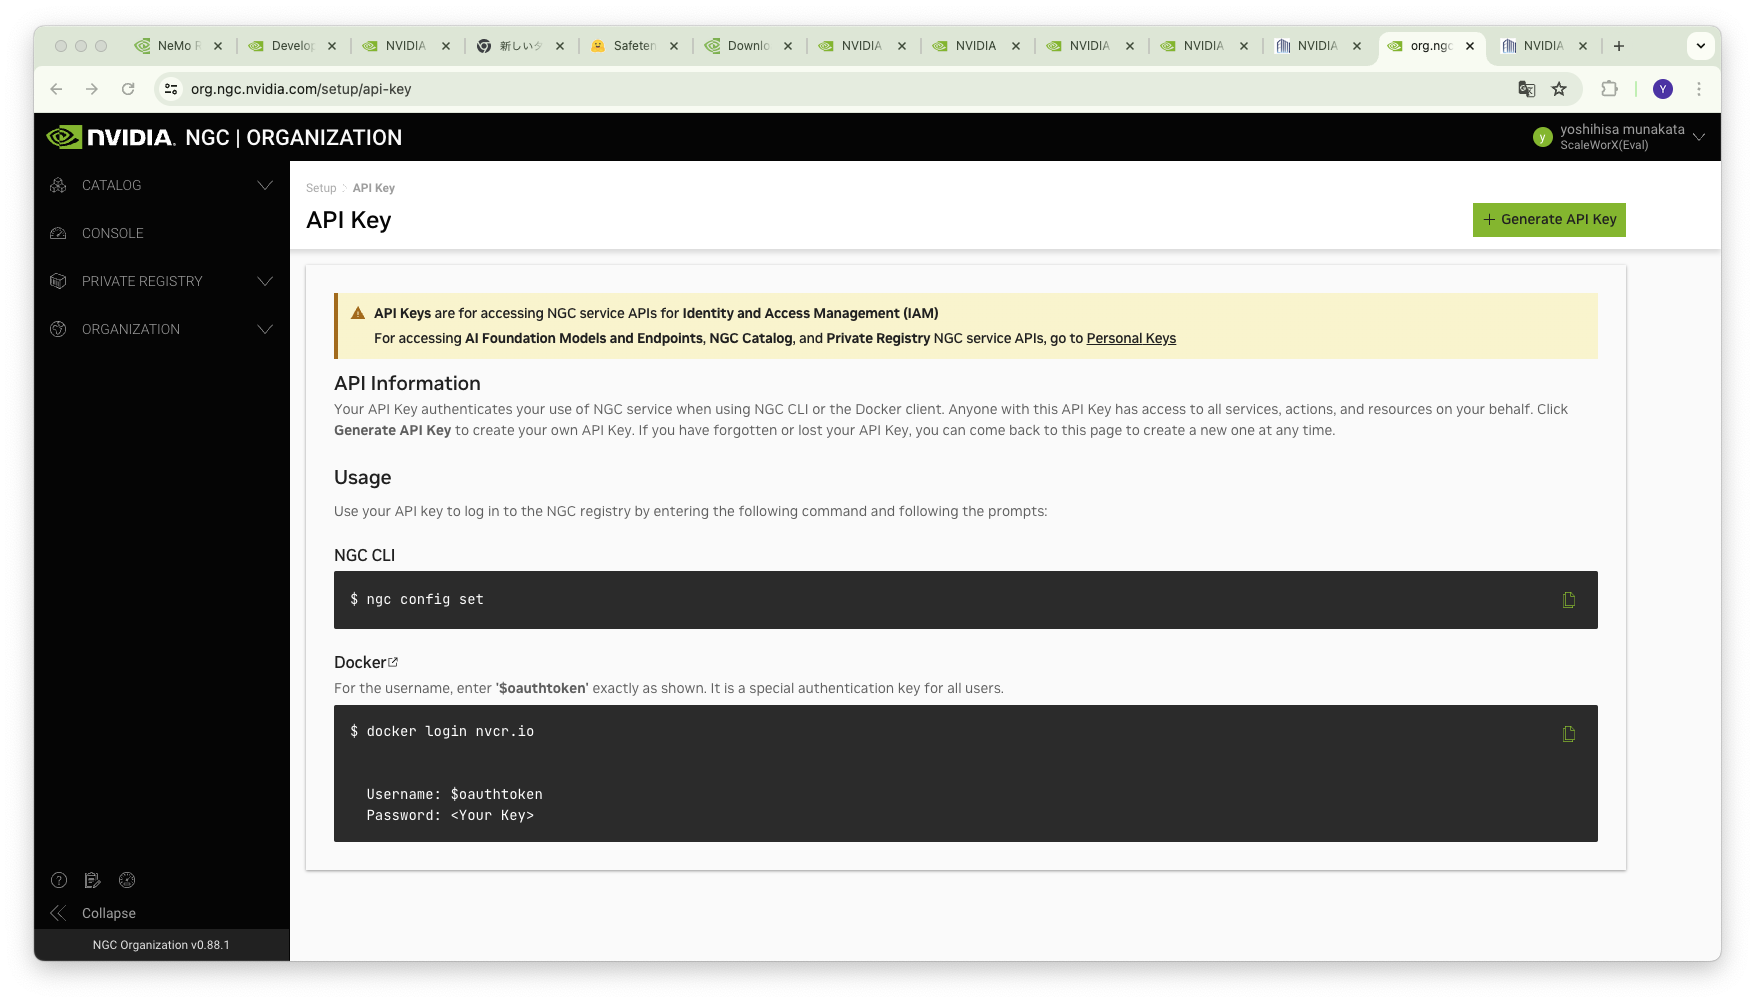 NeMo R
Develop
NVIDIA
新しいタ
Safeten
Downlo
NVIDIA
NVIDIA
NVIDIA
NVIDIA
NVIDIA
org.ngc
NVIDIA
org.ngc.nvidia.com/setup/api-key
Y
NVIDIA. NGC | ORGANIZATION
y
yoshihisa munakata
ScaleWorX(Eval)
CATALOG
CONSOLE
PRIVATE REGISTRY
ORGANIZATION
Setup > API Key
API Key
+ Generate API Key
API Keys are for accessing NGC service APIs for Identity and Access Management (IAM)
For accessing AI Foundation Models and Endpoints, NGC Catalog, and Private Registry NGC service APIs, go to Personal Keys
API Information
Your API Key authenticates your use of NGC service when using NGC CLI or the Docker client. Anyone with this API Key has access to all services, actions, and resources on your behalf. Click
Generate API Key to create your own API Key. If you have forgotten or lost your API Key, you can come back to this page to create a new one at any time.
Usage
Use your API key to log in to the NGC registry by entering the following command and following the prompts:
NGC CLI
$ ngc config set
Docker
For the username, enter '$oauthtoken' exactly as shown. It is a special authentication key for all users.
$ docker login nvcr.io
Username: $oauthtoken
Password: <Your Key>
Collapse
NGC Organization v0.88.1